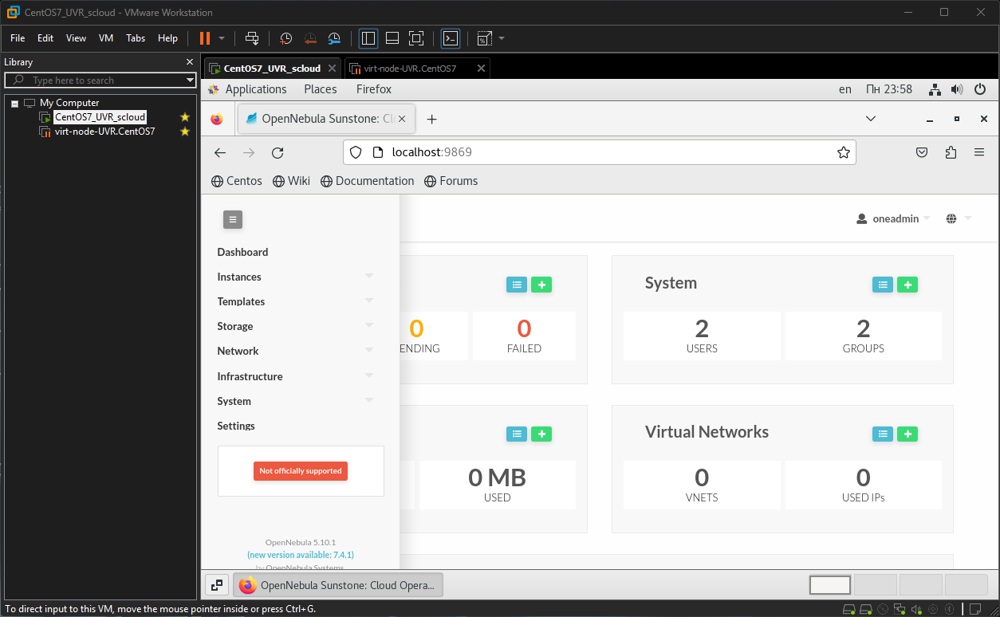 CentOS7_UVR_scloud - VMware Workstation
File Edit View VM Tabs Help
Library
Type here to search
My Computer
CentOS7_UVR_scloud
virt-node-UVR.CentOS7
CentOS7_UVR_scloud virt-node-UVR.CentOS7
Applications Places Firefox en Пн 23:58
OpenNebula Sunstone: Cl
localhost:9869
Centos Wiki Documentation Forums
oneadmin
Dashboard
Instances
Templates
Storage
Network
Infrastructure
System
Settings
Not officially supported
OpenNebula 5.10.1
(new version available: 7.4.1)
by OpenNebula Systems
0 0
ENDING FAILED
System
2 2
USERS GROUPS
0 MB
USED
Virtual Networks
0 0
VNETS USED IPs
OpenNebula Sunstone: Cloud Opera...
To direct input to this VM, move the mouse pointer inside or press Ctrl+G.